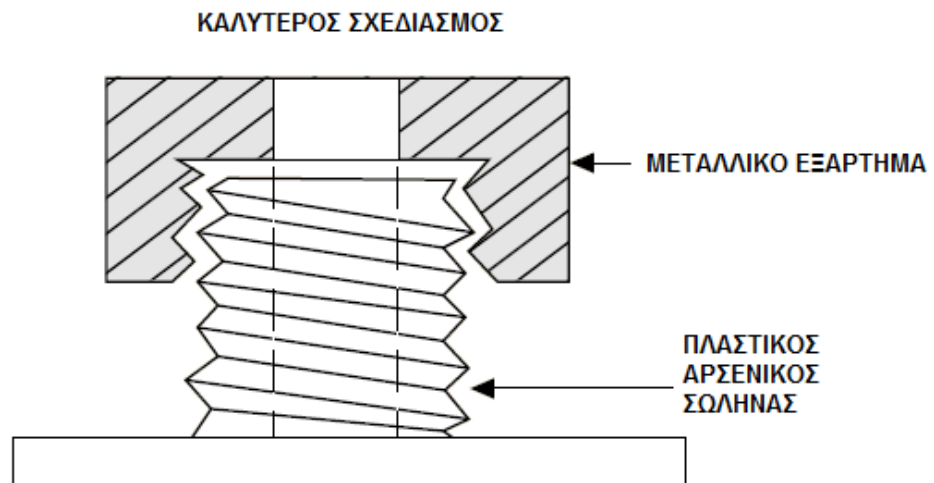 ΚΑΛΥΤΕΡΟΣ ΣΧΕΔΙΑΣΜΟΣ
ΜΕΤΑΛΛΙΚΟ ΕΞΑΡΤΗΜΑ
ΠΛΑΣΤΙΚΟΣ
ΑΡΣΕΝΙΚΟΣ
ΣΩΛΗΝΑΣ